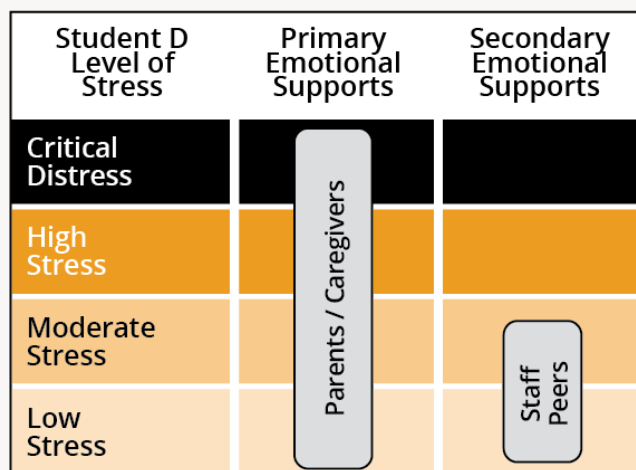 Student D
Level of
Stress
Primary
Emotional
Supports
Secondary
Emotional
Supports
Critical
Distress
High
Stress
Moderate
Stress
Low
Stress
Parents / Caregivers
Staff
Peers